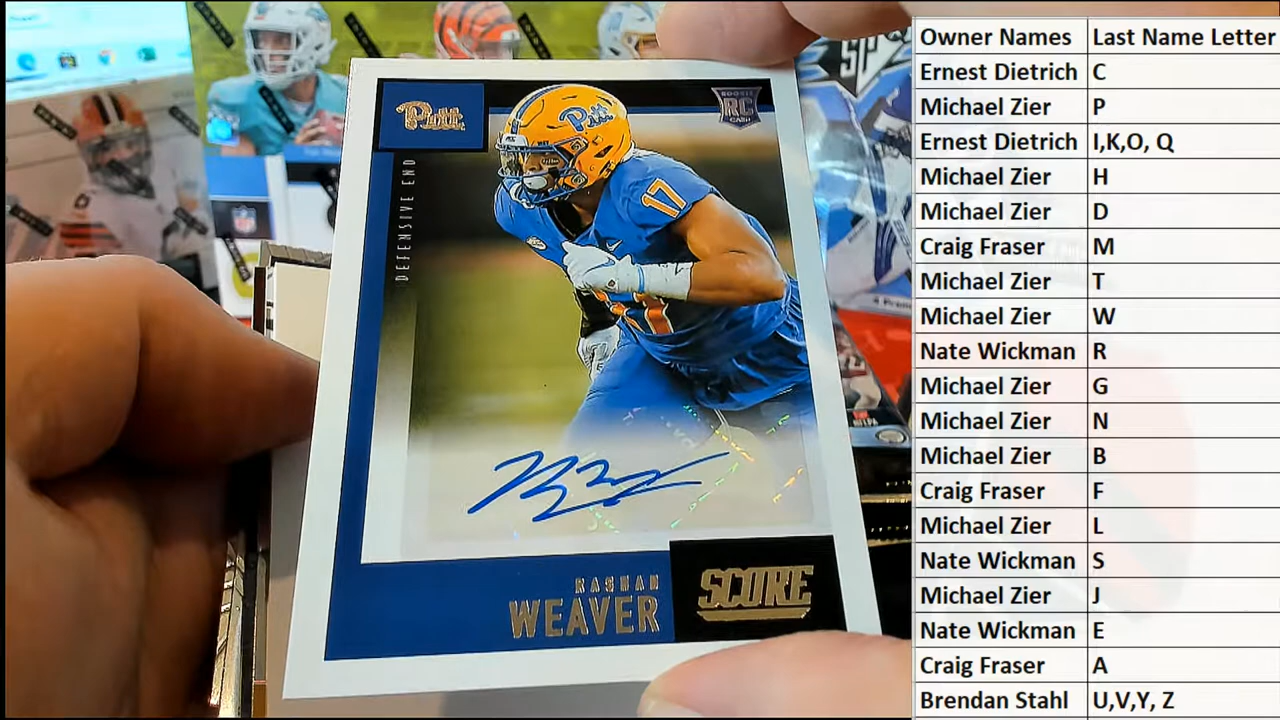 Pitt
ROOKIE
RC
CARD
DEFENSIVE END
Pitt
17
RASHAD
WEAVER
SCORE
NFL
Owner Names Last Name Letter
Ernest Dietrich C
Michael Zier P
Ernest Dietrich I,K,O, Q
Michael Zier H
Michael Zier D
Craig Fraser M
Michael Zier T
Michael Zier W
Nate Wickman R
Michael Zier G
Michael Zier N
Michael Zier B
Craig Fraser F
Michael Zier L
Nate Wickman S
Michael Zier J
Nate Wickman E
Craig Fraser A
Brendan Stahl U,V,Y, Z